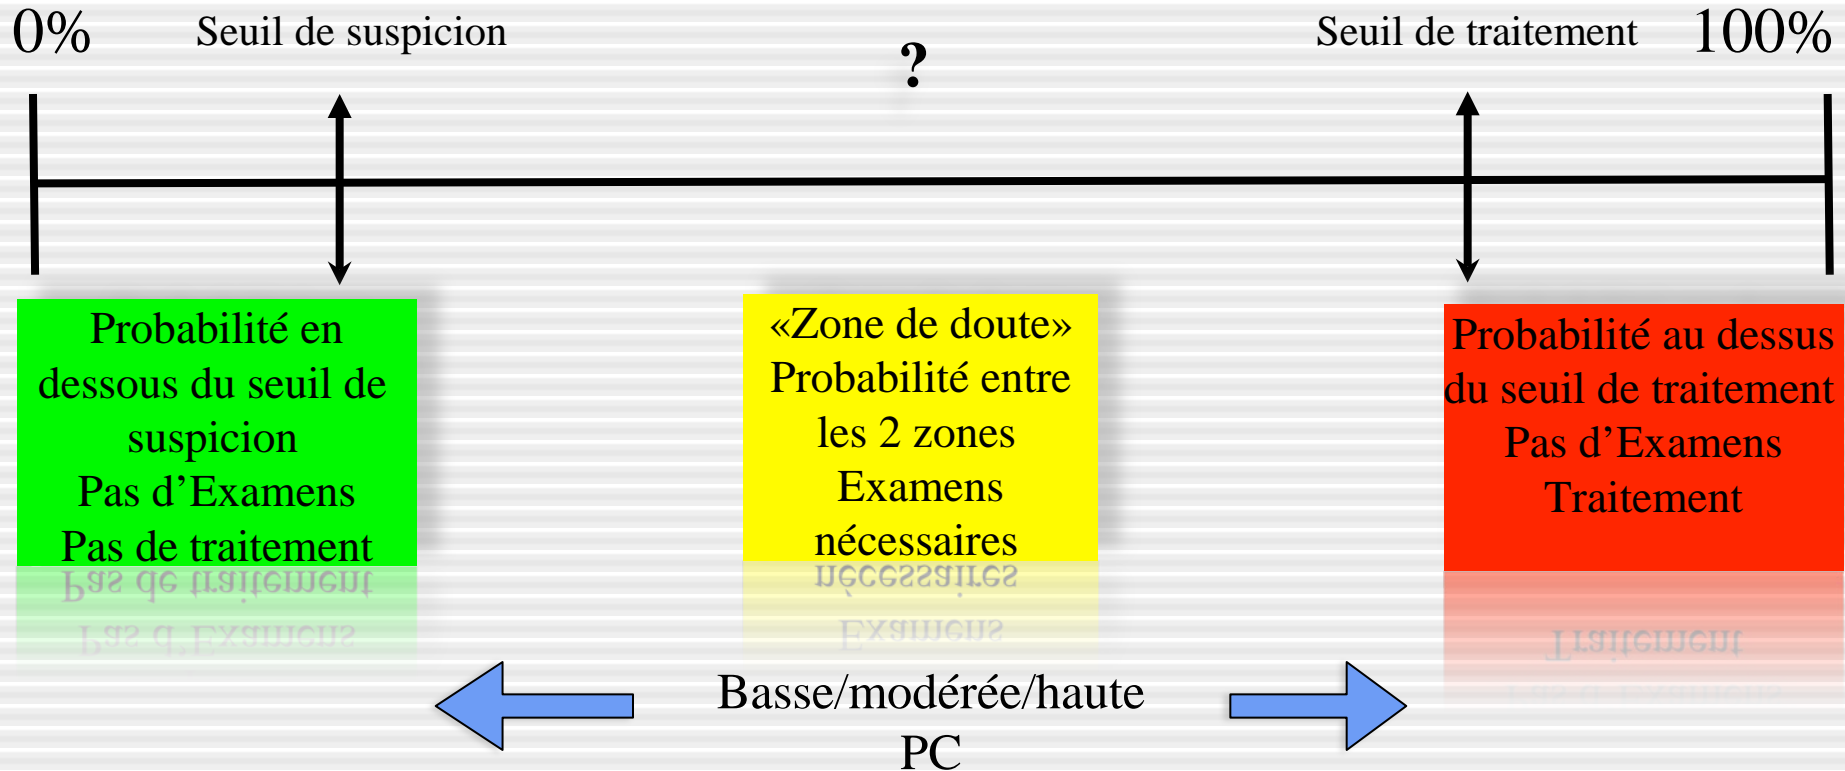 0%
Seuil de suspicion
?
Seuil de traitement
100%
Probabilité en
dessous du seuil de
suspicion
Pas d’Examens
Pas de traitement
«Zone de doute»
Probabilité entre
les 2 zones
Examens
nécessaires
Probabilité au dessus
du seuil de traitement
Pas d’Examens
Traitement
Basse/modérée/haute
PC